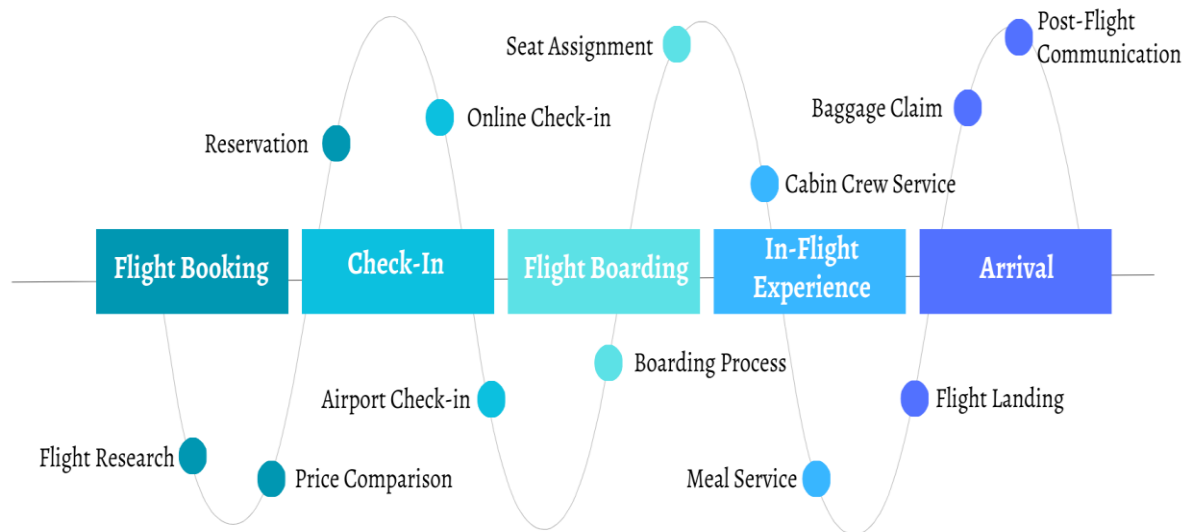 Post-Flight
Communication
Seat Assignment
Baggage Claim
Online Check-in
Reservation
Cabin Crew Service
Flight Booking
Check-In
Flight Boarding
In-Flight
Experience
Arrival
Boarding Process
Airport Check-in
Flight Landing
Flight Research
Price Comparison
Meal Service